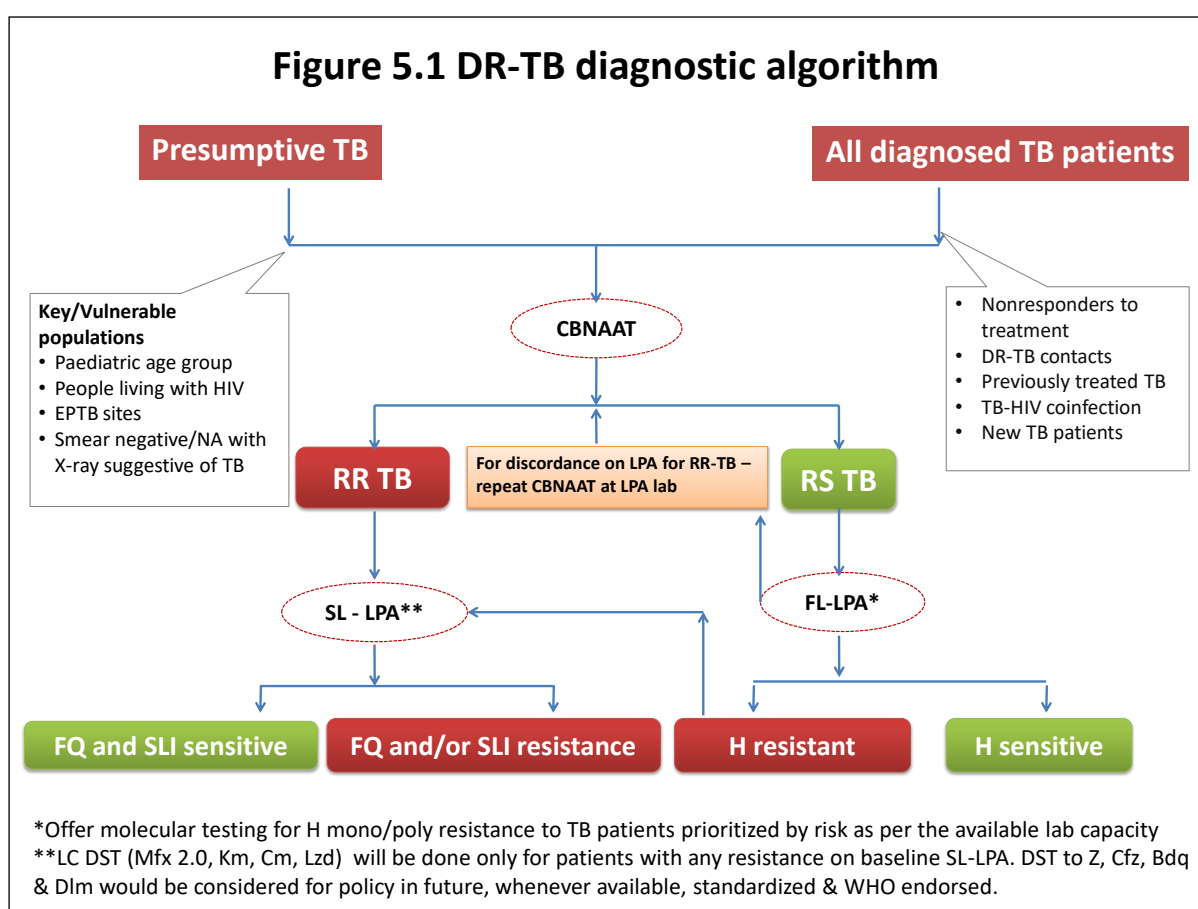 Figure 5.1 DR-TB diagnostic algorithm
Presumptive TB
All diagnosed TB patients
Key/Vulnerable
populations
• Paediatric age group
• People living with HIV
• EPTB sites
• Smear negative/NA with
X-ray suggestive of TB
CBNAAT
• Nonresponders to
treatment
• DR-TB contacts
• Previously treated TB
• TB-HIV coinfection
• New TB patients
RR TB
For discordance on LPA for RR-TB –
repeat CBNAAT at LPA lab
RS TB
SL - LPA**
FL-LPA*
FQ and SLI sensitive
FQ and/or SLI resistance
H resistant
H sensitive
*Offer molecular testing for H mono/poly resistance to TB patients prioritized by risk as per the available lab capacity
**LC DST (Mfx 2.0, Km, Cm, Lzd) will be done only for patients with any resistance on baseline SL-LPA. DST to Z, Cfz, Bdq
& Dlm would be considered for policy in future, whenever available, standardized & WHO endorsed.